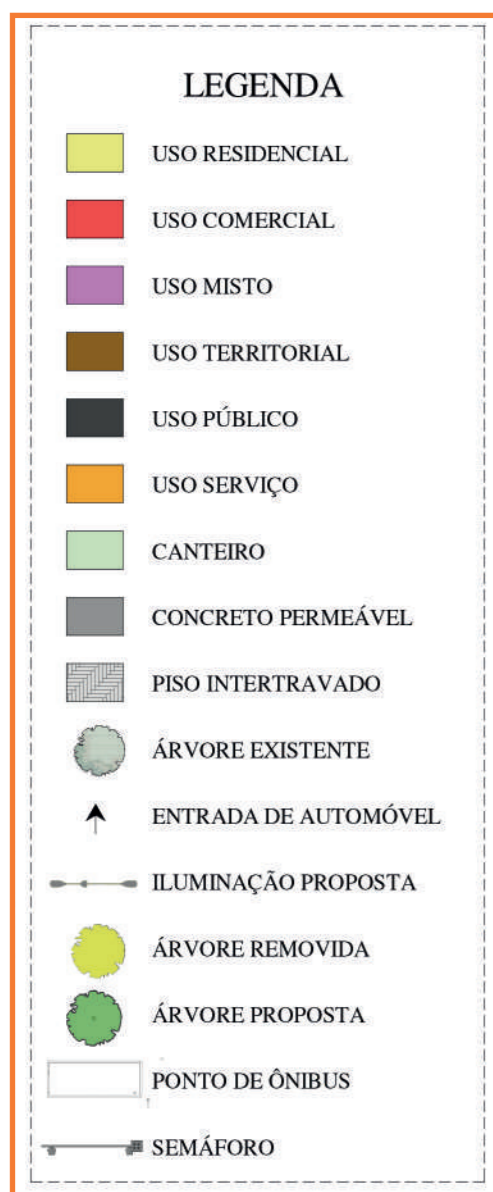 LEGENDA
USO RESIDENCIAL
USO COMERCIAL
USO MISTO
USO TERRITORIAL
USO PÚBLICO
USO SERVIÇO
CANTEIRO
CONCRETO PERMEÁVEL
PISO INTERTRAVADO
ÁRVORE EXISTENTE
ENTRADA DE AUTOMÓVEL
ILUMINAÇÃO PROPOSTA
ÁRVORE REMOVIDA
ÁRVORE PROPOSTA
PONTO DE ÔNIBUS
SEMÁFORO